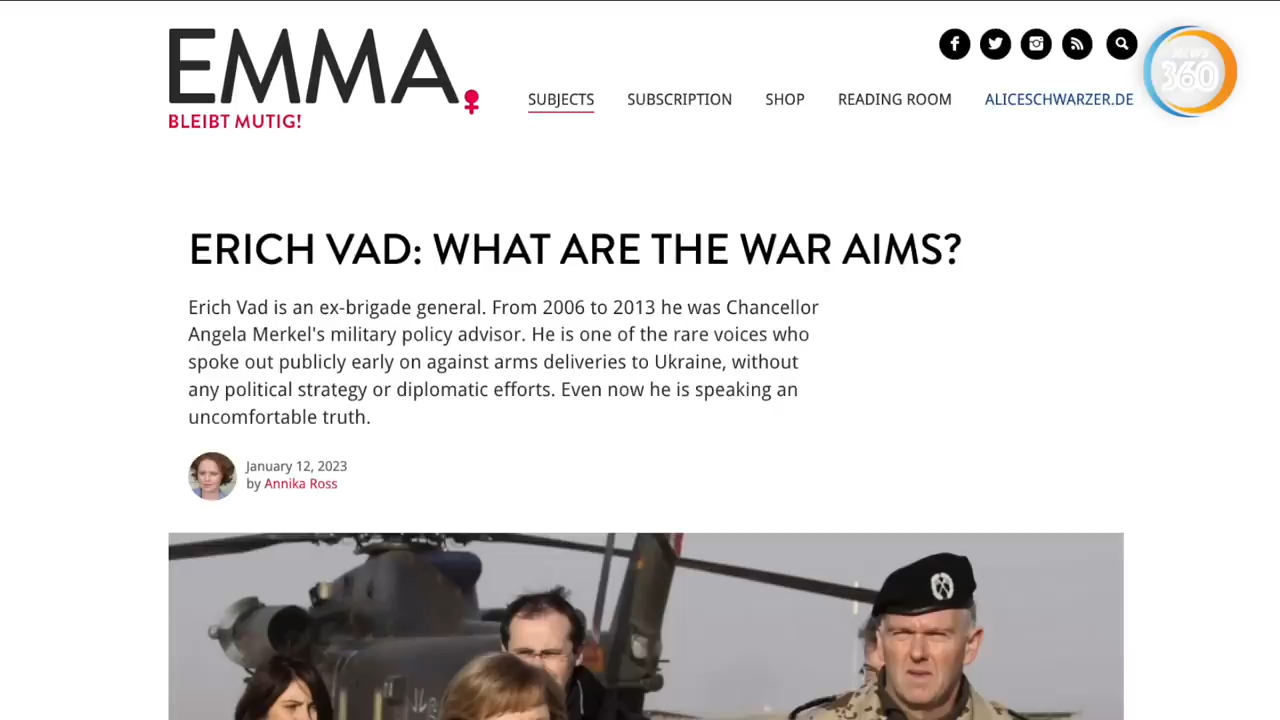 EMMA
BLEIBT MUTIG!
SUBJECTS
SUBSCRIPTION
SHOP
READING ROOM
ALICESCHWARZER.DE
NEWS
360
ERICH VAD: WHAT ARE THE WAR AIMS?
Erich Vad is an ex-brigade general. From 2006 to 2013 he was Chancellor
Angela Merkel's military policy advisor. He is one of the rare voices who
spoke out publicly early on against arms deliveries to Ukraine, without
any political strategy or diplomatic efforts. Even now he is speaking an
uncomfortable truth.
January 12, 2023
by Annika Ross